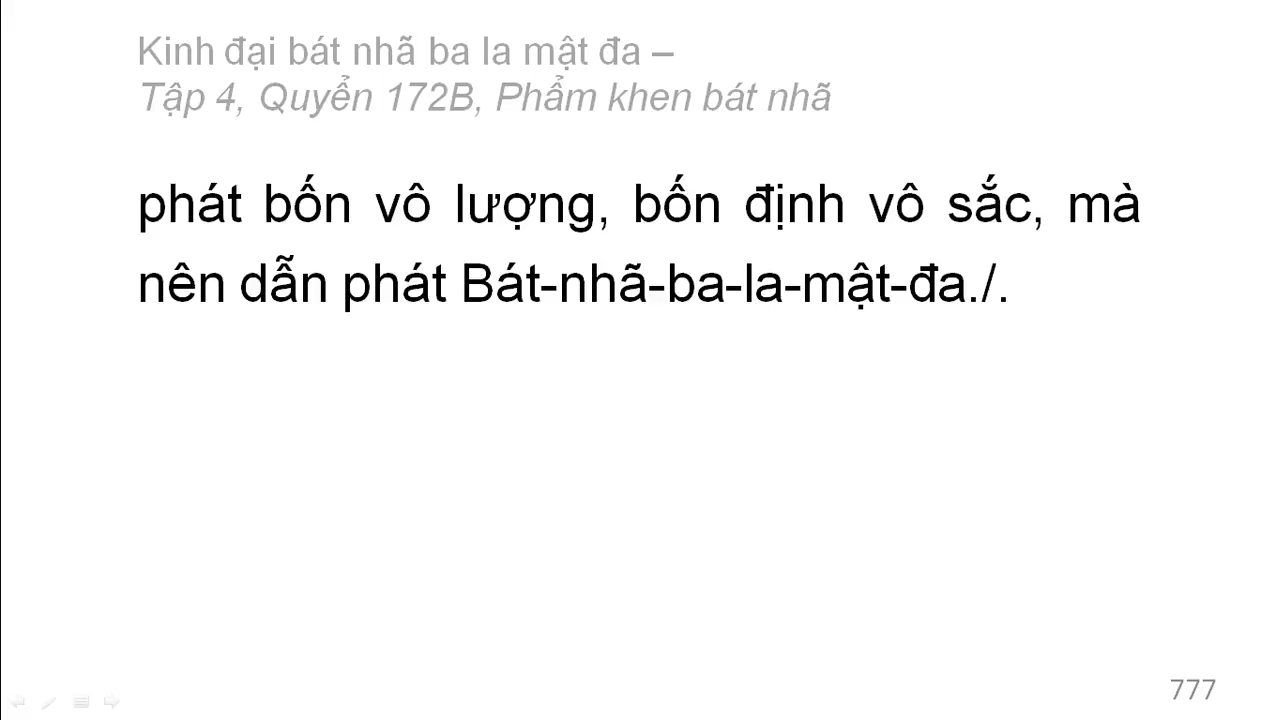 Kinh đại bát nhã ba la mật đa –
Tập 4, Quyển 172B, Phẩm khen bát nhã
phát bốn vô lượng, bốn định vô sắc, mà
nên dẫn phát Bát-nhã-ba-la-mật-đa./.
777